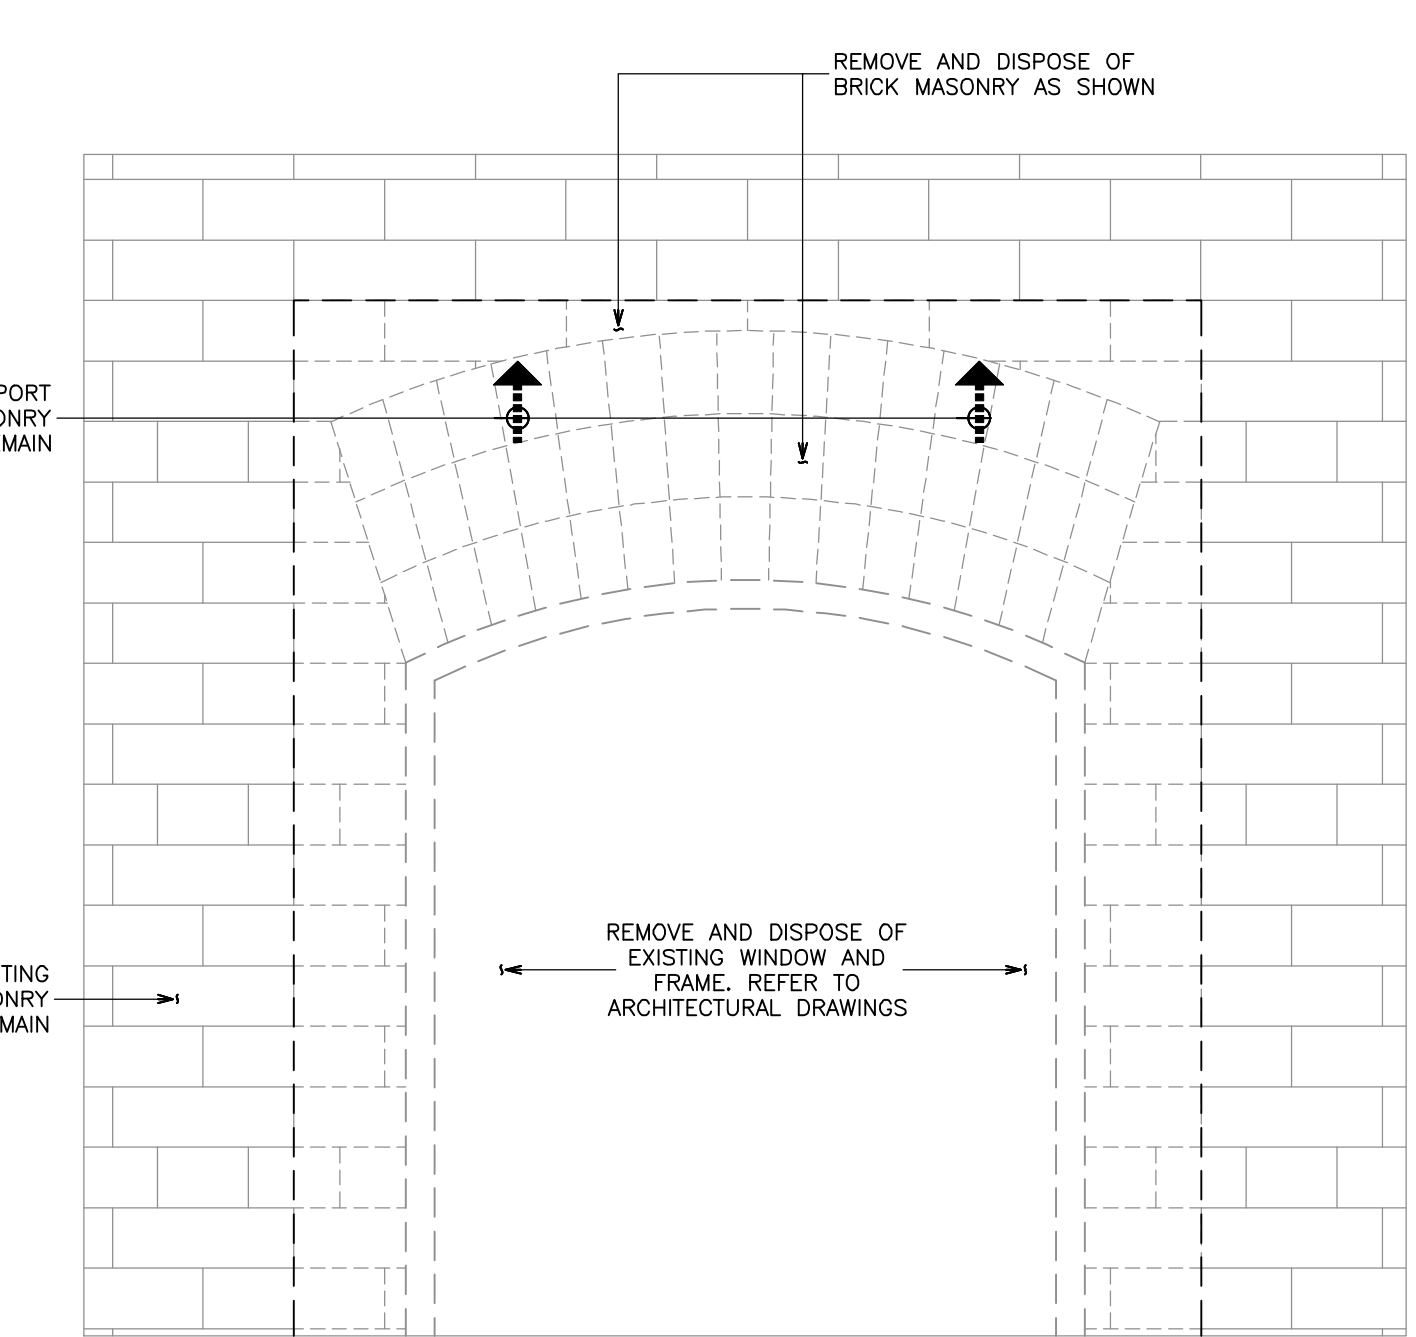 REMOVE AND DISPOSE OF
BRICK MASONRY AS SHOWN
PORT
ONRY
EMAIN
REMOVE AND DISPOSE OF
EXISTING WINDOW AND
FRAME. REFER TO
ARCHITECTURAL DRAWINGS
TING
ONRY
MAIN